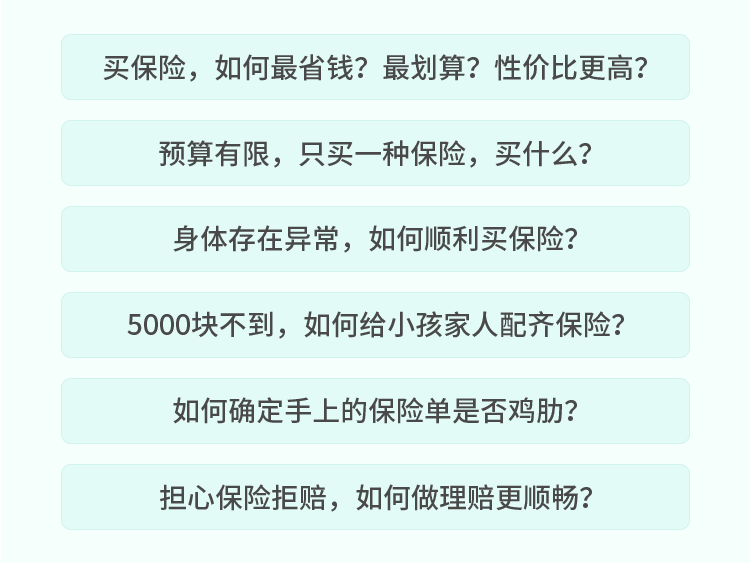 买保险，如何最省钱？最划算？性价比更高？
预算有限，只买一种保险，买什么？
身体存在异常，如何顺利买保险？
5000块不到，如何给小孩家人配齐保险？
如何确定手上的保险单是否鸡肋？
担心保险拒赔，如何做理赔更顺畅？